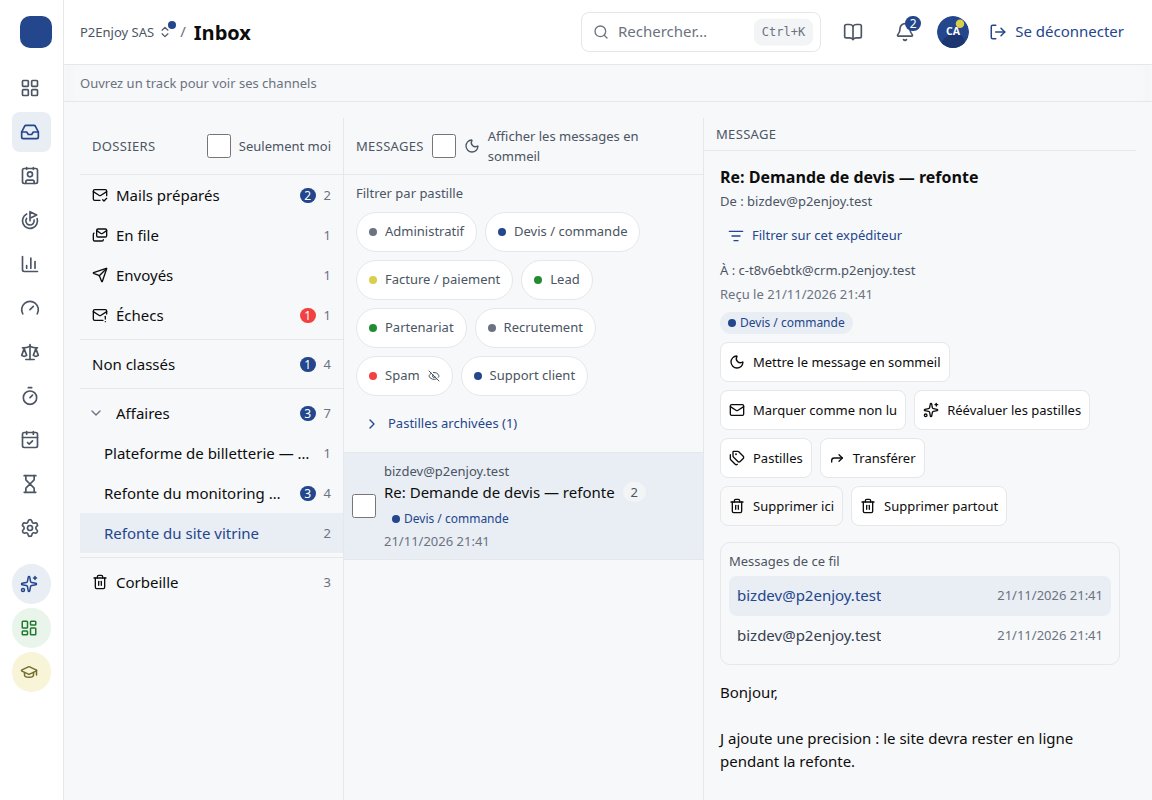 P2Enjoy SAS / Inbox
Rechercher... Ctrl+K
2
CA
Se déconnecter
Ouvrez un track pour voir ses channels
DOSSIERS
Seulement moi
Mails préparés 2 2
En file 1
Envoyés 1
Échecs 1 1
Non classés 1 4
Affaires 3 7
Plateforme de billetterie — ... 1
Refonte du monitoring ... 3 4
Refonte du site vitrine 2
Corbeille 3
MESSAGES
Afficher les messages en
sommeil
Filtrer par pastille
Administratif
Devis / commande
Facture / paiement
Lead
Partenariat
Recrutement
Spam
Support client
Pastilles archivées (1)
bizdev@p2enjoy.test
Re: Demande de devis — refonte 2
Devis / commande
21/11/2026 21:41
MESSAGE
Re: Demande de devis — refonte
De : bizdev@p2enjoy.test
Filtrer sur cet expéditeur
À : c-t8v6ebtk@crm.p2enjoy.test
Reçu le 21/11/2026 21:41
Devis / commande
Mettre le message en sommeil
Marquer comme non lu
Réévaluer les pastilles
Pastilles
Transférer
Supprimer ici
Supprimer partout
Messages de ce fil
bizdev@p2enjoy.test 21/11/2026 21:41
bizdev@p2enjoy.test 21/11/2026 21:41
Bonjour,
J ajoute une precision : le site devra rester en ligne
pendant la refonte.